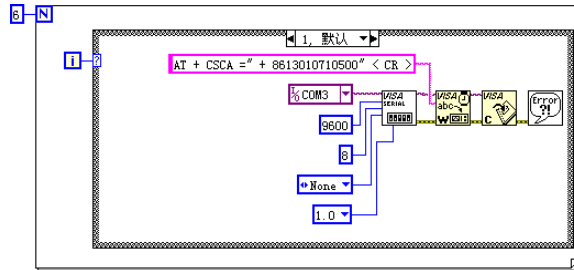 6 N
1, 默认
i
?
AT + CSCA =" + 8613010710500" < CR >
I/O COM3
VISA SERIAL
VISA abc W
VISA C
Error ?!
9600
8
None
1.0